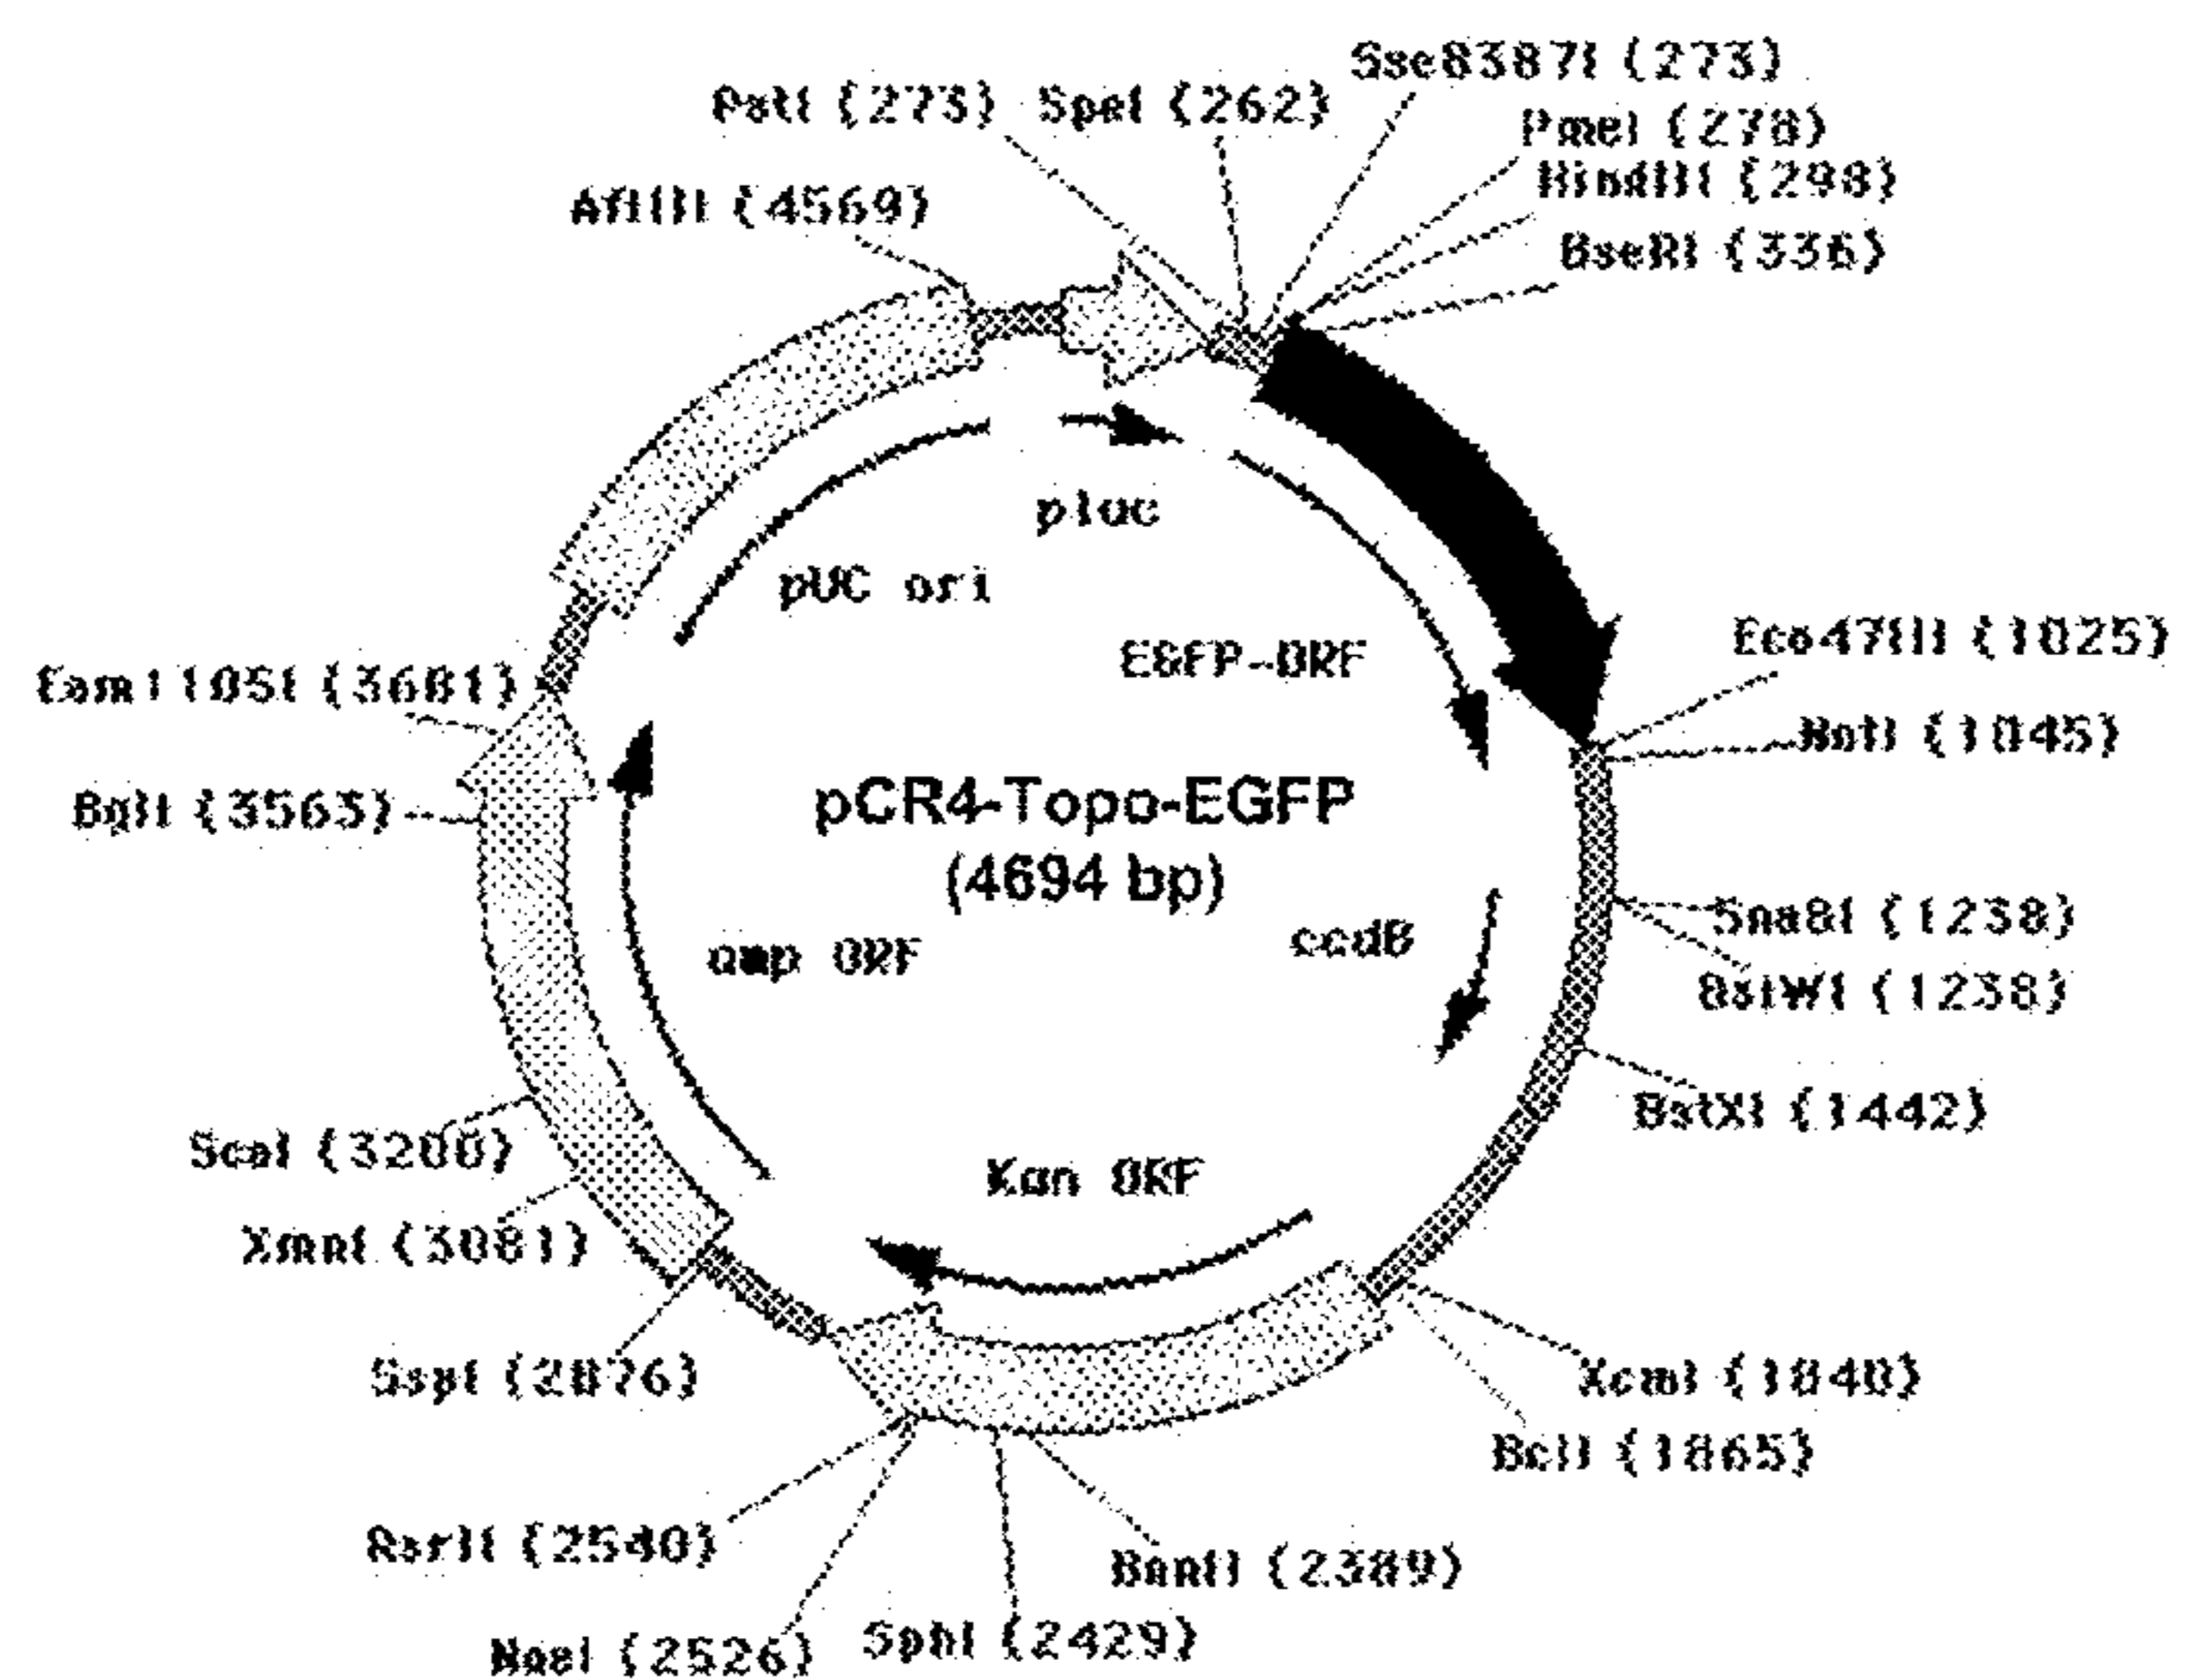 Sse8387I (273)
PstI (273)
SpeI (262)
PmeI (278)
HindIII (298)
AflIII (4569)
BseRI (336)
pluc
pUC ori
EGFP-ORF
Eco47III (1025)
Eam1105I (3681)
NotI (1045)
BglI (3563)
pCR4-Topo-EGFP
(4694 bp)
SnaBI (1238)
ccdB
amp ORF
BsiWI (1238)
BstXI (1442)
ScaI (3200)
Kan ORF
XmnI (3081)
SspI (2876)
XcmI (1840)
BclI (1865)
RsrII (2540)
BanII (2389)
SphI (2429)
NaeI (2526)